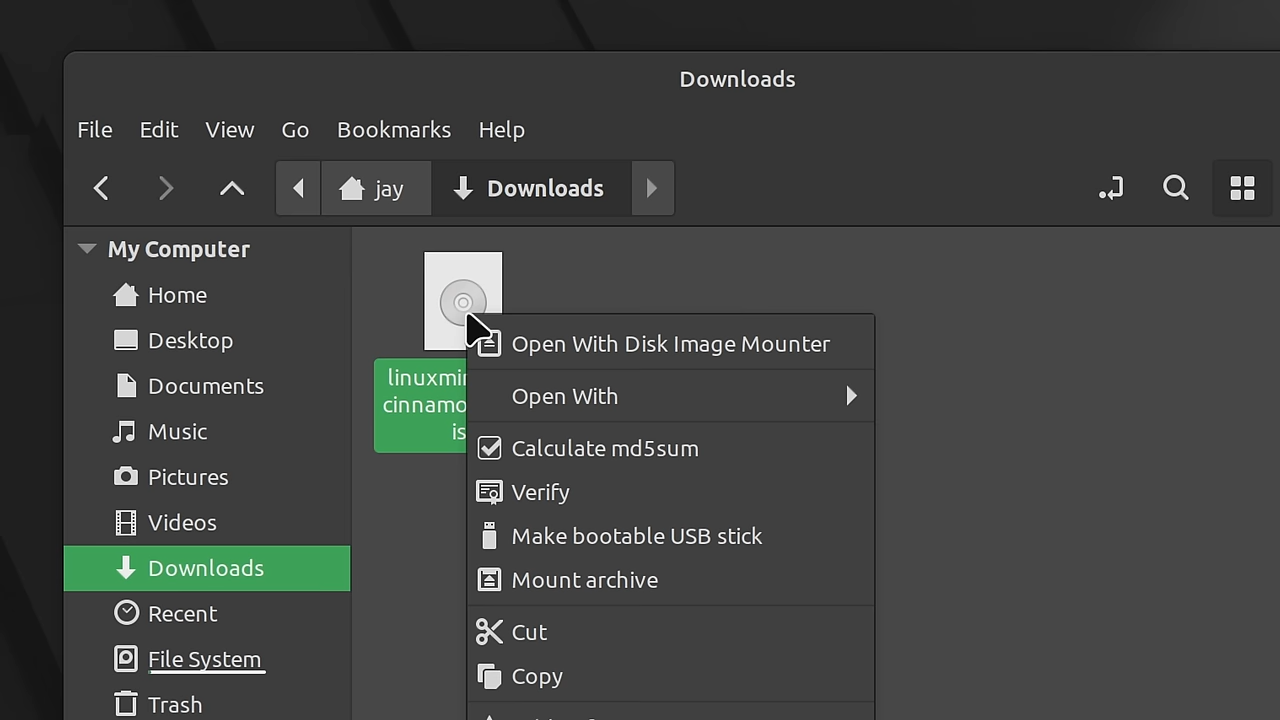 Downloads
File Edit View Go Bookmarks Help
jay Downloads
My Computer
Home
Desktop
Documents
Music
Pictures
Videos
Downloads
Recent
File System
Trash
Open With Disk Image Mounter
Open With
Calculate md5sum
Verify
Make bootable USB stick
Mount archive
Cut
Copy